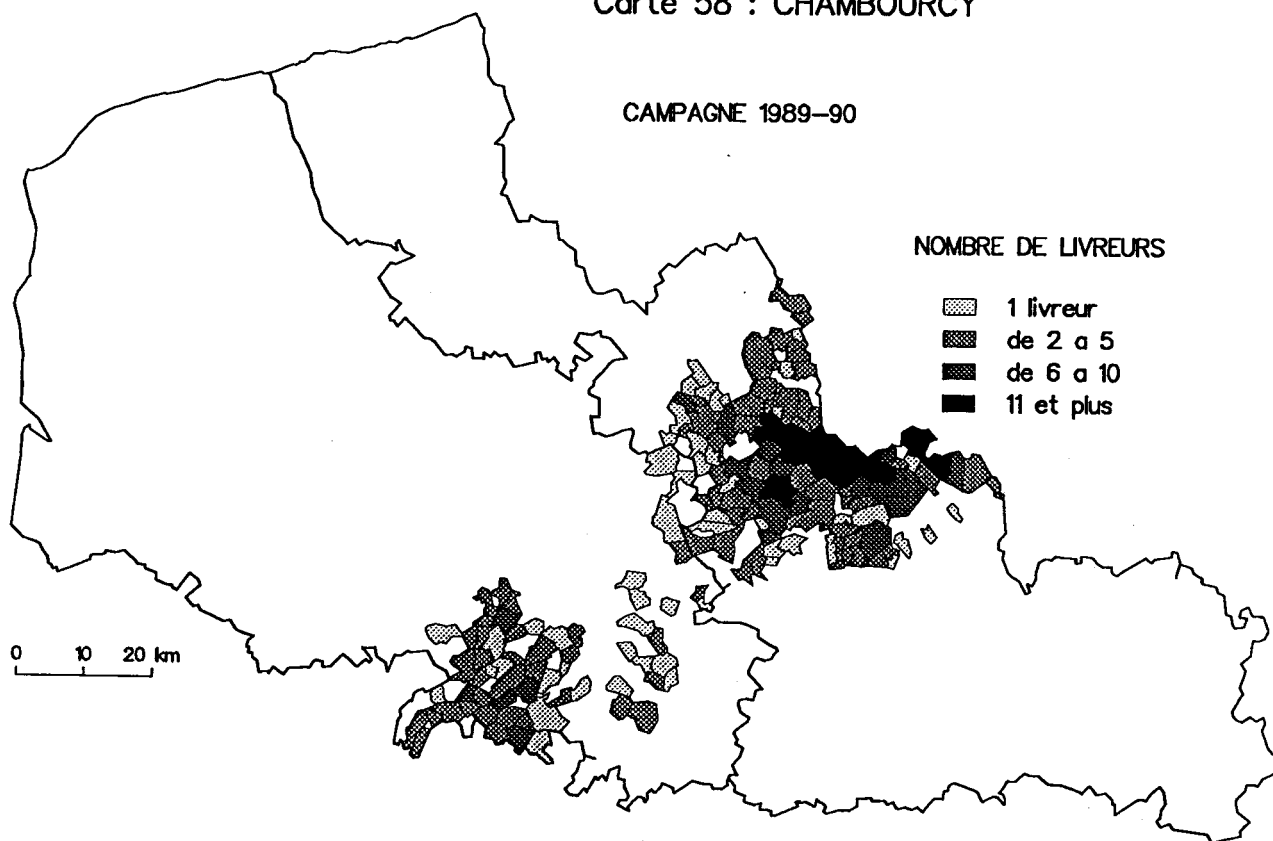 Carte 58 : CHAMBOURCY
CAMPAGNE 1989-90
NOMBRE DE LIVREURS
1 livreur
de 2 a 5
de 6 a 10
11 et plus
0 10 20 km